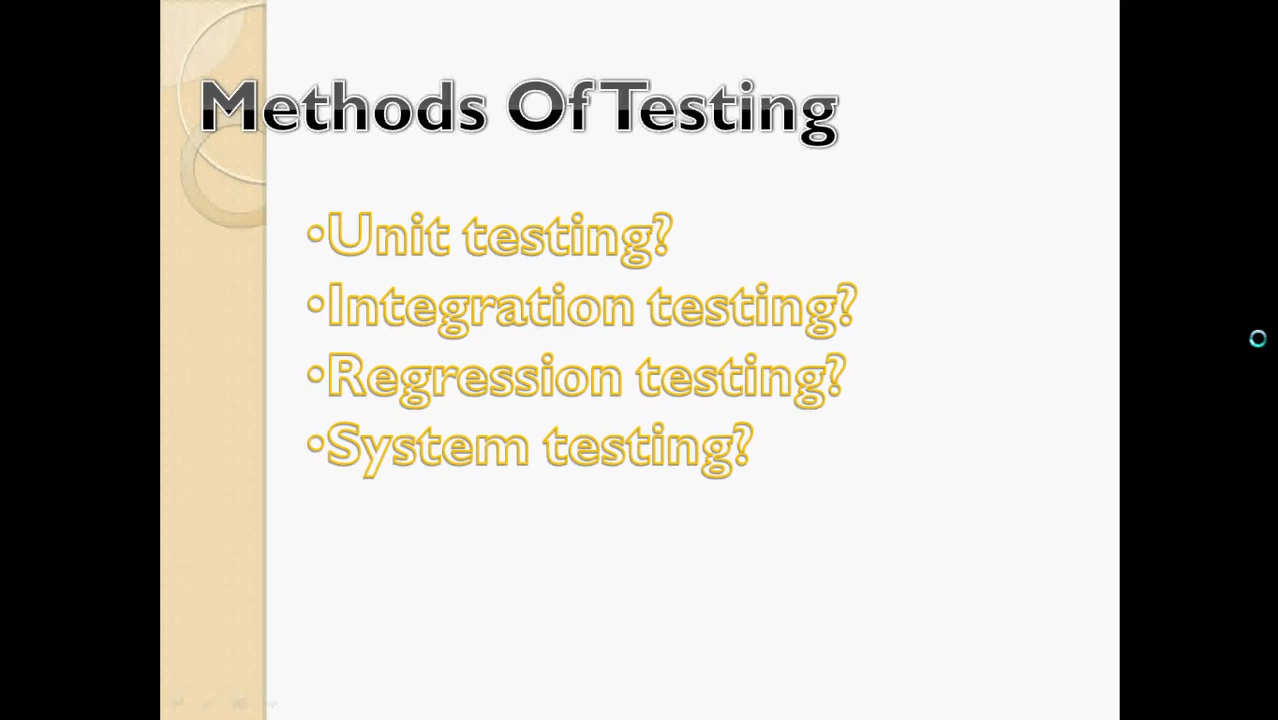 Methods Of Testing
•Unit testing?
•Integration testing?
•Regression testing?
•System testing?